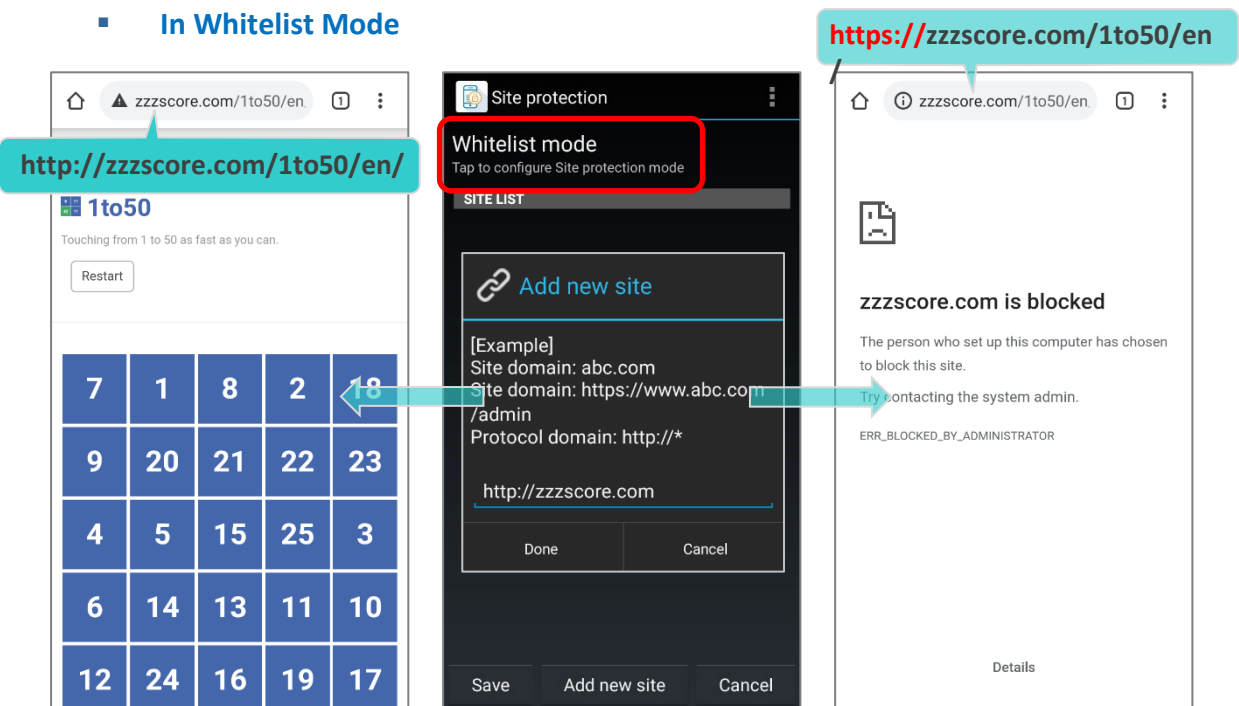 ▪ In Whitelist Mode
https://zzzscore.com/1to50/en
/
zzzscore.com/1to50/en
1
http://zzzscore.com/1to50/en/
1to50
Touching from 1 to 50 as fast as you can.
Restart
7 1 8 2 18
9 20 21 22 23
4 5 15 25 3
6 14 13 11 10
12 24 16 19 17
Site protection
Whitelist mode
Tap to configure Site protection mode
SITE LIST
Add new site
[Example]
Site domain: abc.com
Site domain: https://www.abc.com
/admin
Protocol domain: http://*
http://zzzscore.com
Done Cancel
Save Add new site Cancel
zzzscore.com/1to50/en
1
zzzscore.com is blocked
The person who set up this computer has chosen
to block this site.
Try contacting the system admin.
ERR_BLOCKED_BY_ADMINISTRATOR
Details